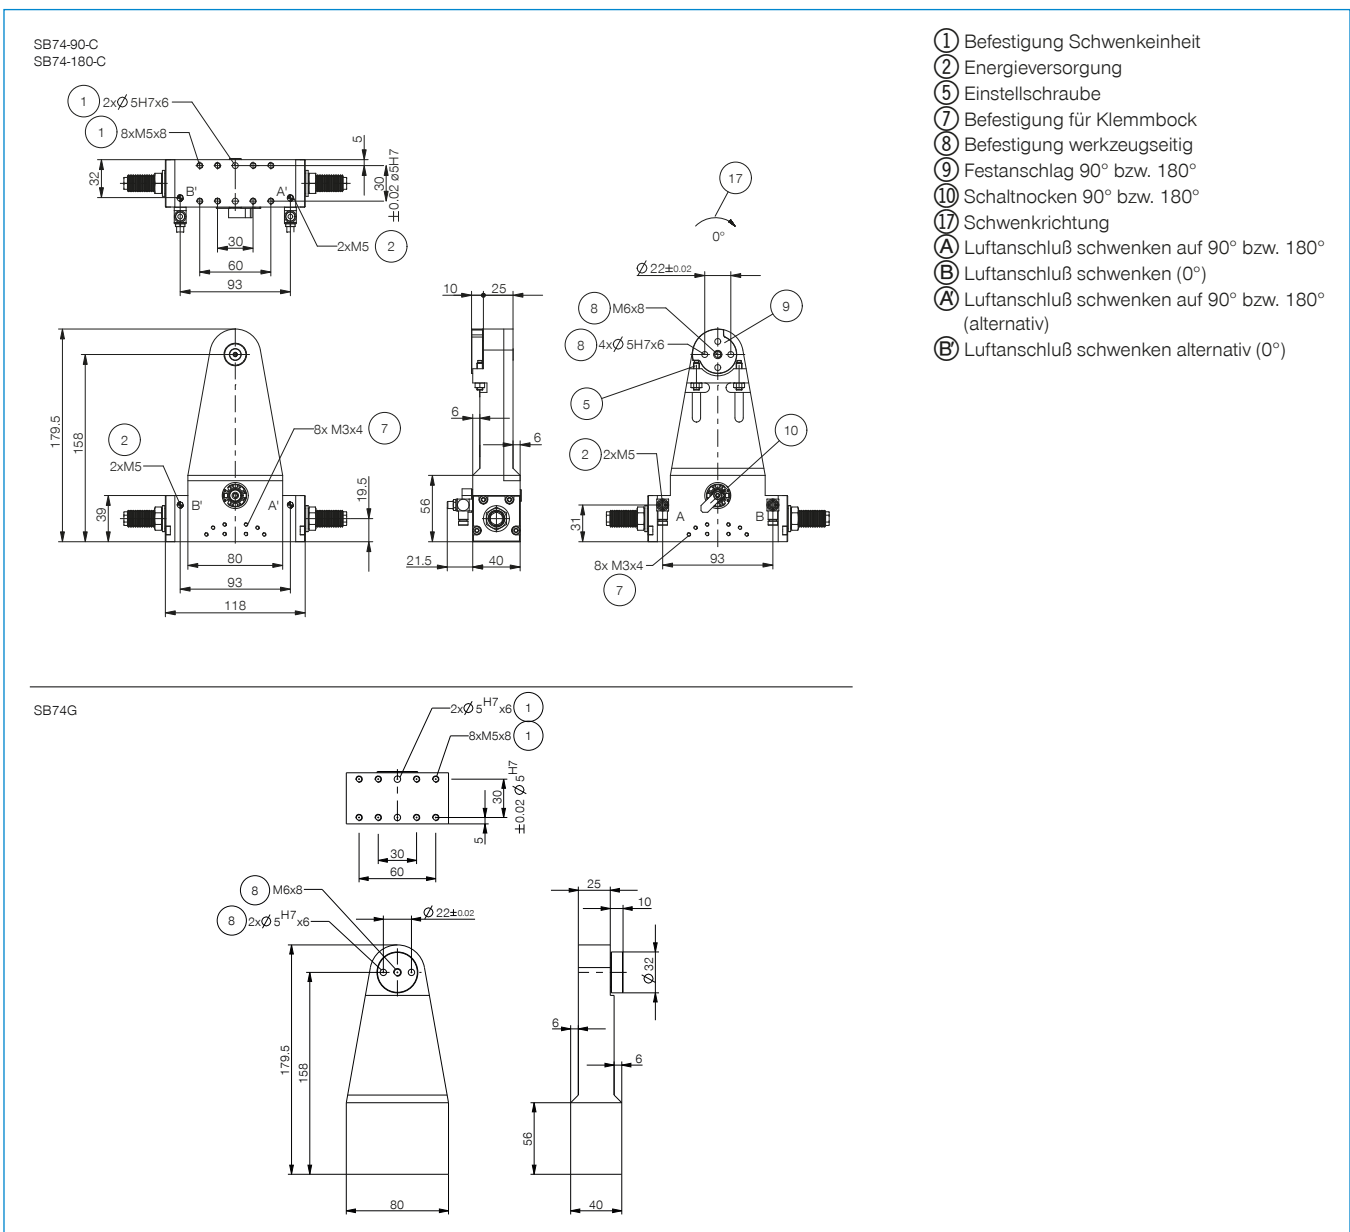 SB74-90-C
SB74-180-C
1 2xØ 5H7x6
1 8xM5x8
32
B'
A'
5
30
±0.02 ø5H7
2xM5 2
30
60
93
17
0°
Ø 22±0.02
10
25
8 M6x8
9
8 4xØ 5H7x6
5
179.5
158
2
2xM5
8x M3x4 7
B'
A'
39
19.5
80
93
118
6
6
56
21.5
40
10
2 2xM5
A
B
31
8x M3x4
7
93
SB74G
2xØ 5H7x6 1
8xM5x8 1
30
±0.02 Ø 5H7
5
30
60
8 M6x8
8 2xØ 5H7x6
Ø 22±0.02
179.5
158
80
25
10
Ø 32
6
6
56
40
1 Befestigung Schwenkeinheit
2 Energieversorgung
5 Einstellschraube
7 Befestigung für Klemmbock
8 Befestigung werkzeugseitig
9 Festanschlag 90° bzw. 180°
10 Schaltnocken 90° bzw. 180°
17 Schwenkrichtung
A Luftanschluß schwenken auf 90° bzw. 180°
B Luftanschluß schwenken (0°)
A' Luftanschluß schwenken auf 90° bzw. 180°
(alternativ)
B' Luftanschluß schwenken alternativ (0°)